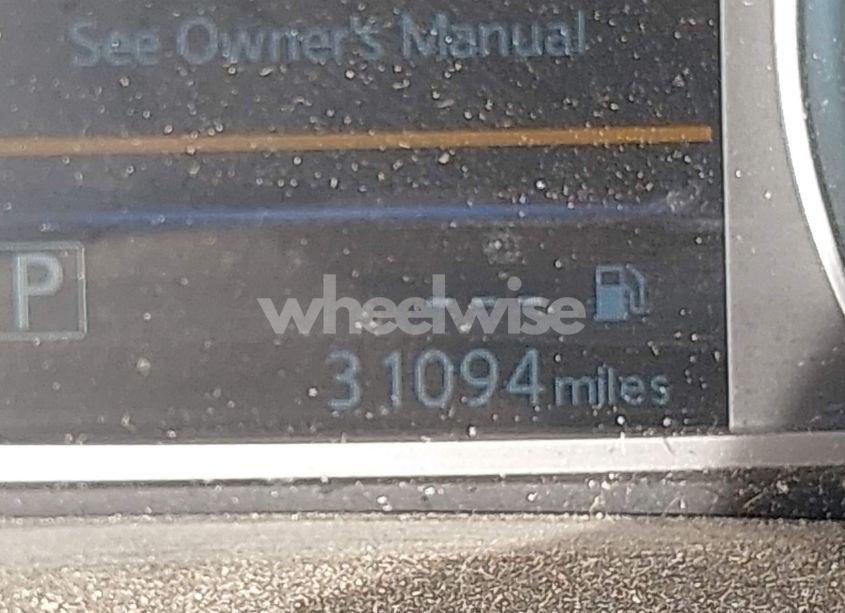 See Owner's Manual
P
wheelwise
31094 miles